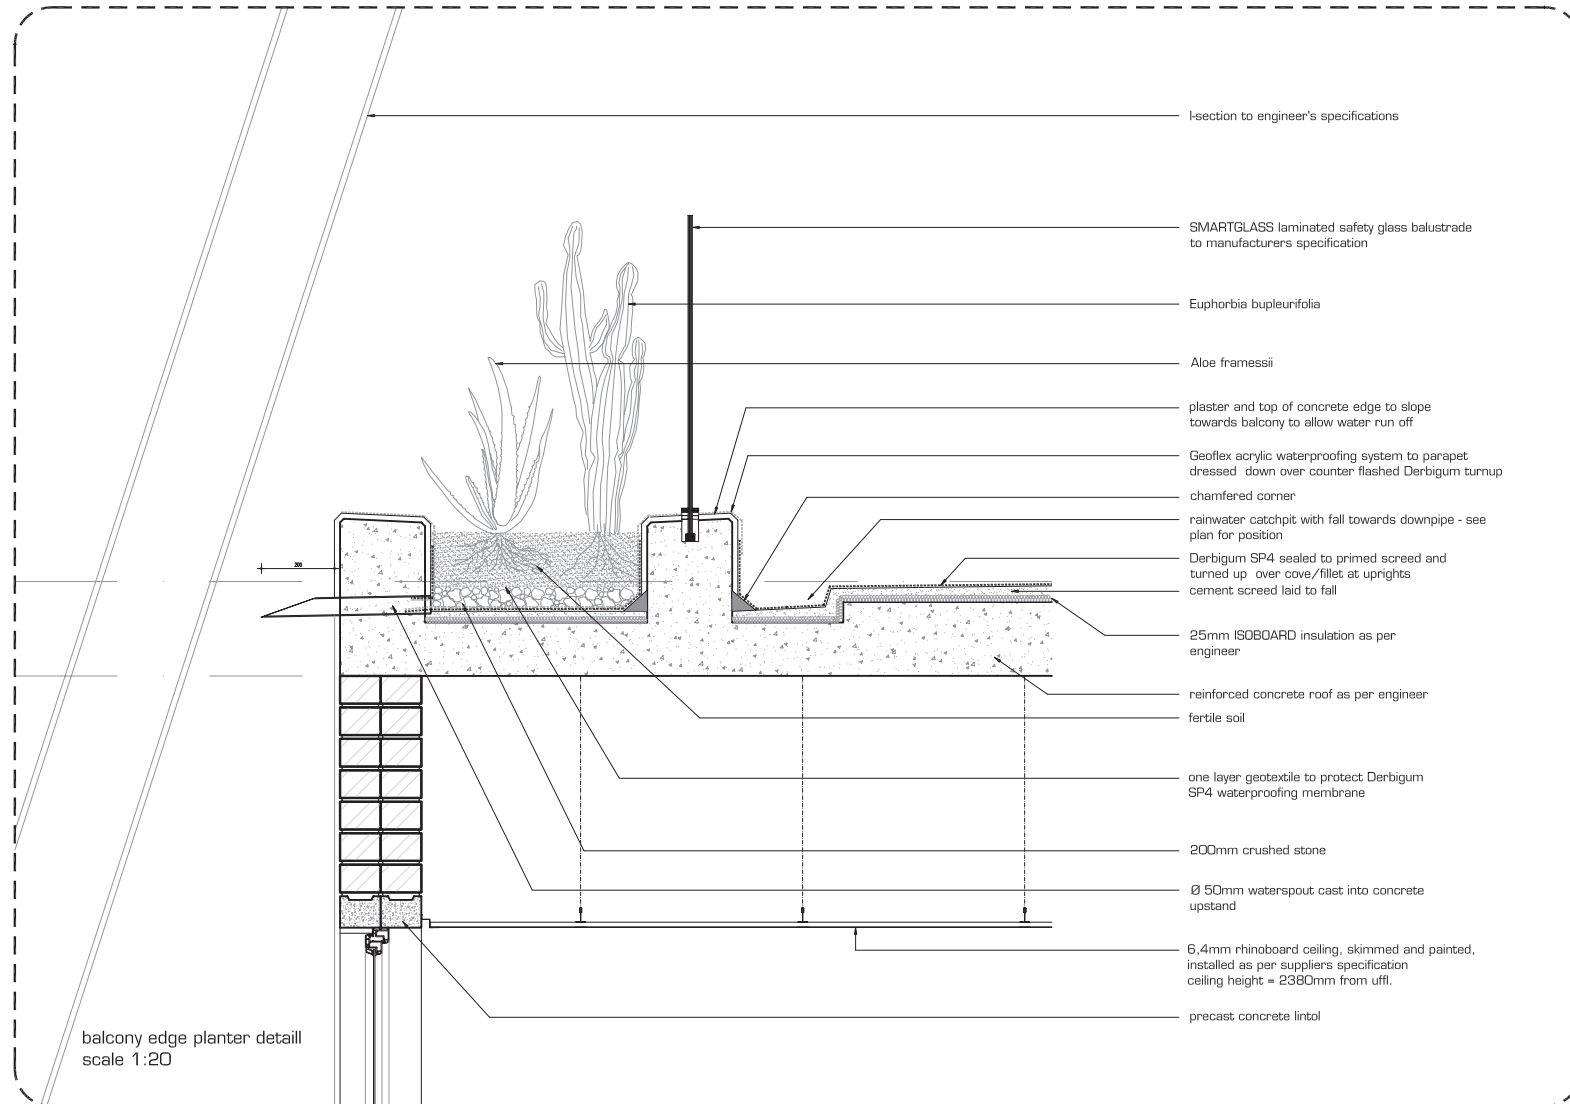 I-section to engineer's specifications
SMARTGLASS laminated safety glass balustrade
to manufacturers specification
Euphorbia bupleurifolia
Aloe framessii
plaster and top of concrete edge to slope
towards balcony to allow water run off
Geoflex acrylic waterproofing system to parapet
dressed down over counter flashed Derbigum turnup
chamfered corner
rainwater catchpit with fall towards downpipe - see
plan for position
Derbigum SP4 sealed to primed screed and
turned up over cove/fillet at uprights
cement screed laid to fall
200
25mm ISOBOARD insulation as per
engineer
reinforced concrete roof as per engineer
fertile soil
one layer geotextile to protect Derbigum
SP4 waterproofing membrane
200mm crushed stone
Ø 50mm waterspout cast into concrete
upstand
6,4mm rhinoboard ceiling, skimmed and painted,
installed as per suppliers specification
ceiling height = 2380mm from uffl.
precast concrete lintol
balcony edge planter detaill
scale 1:20